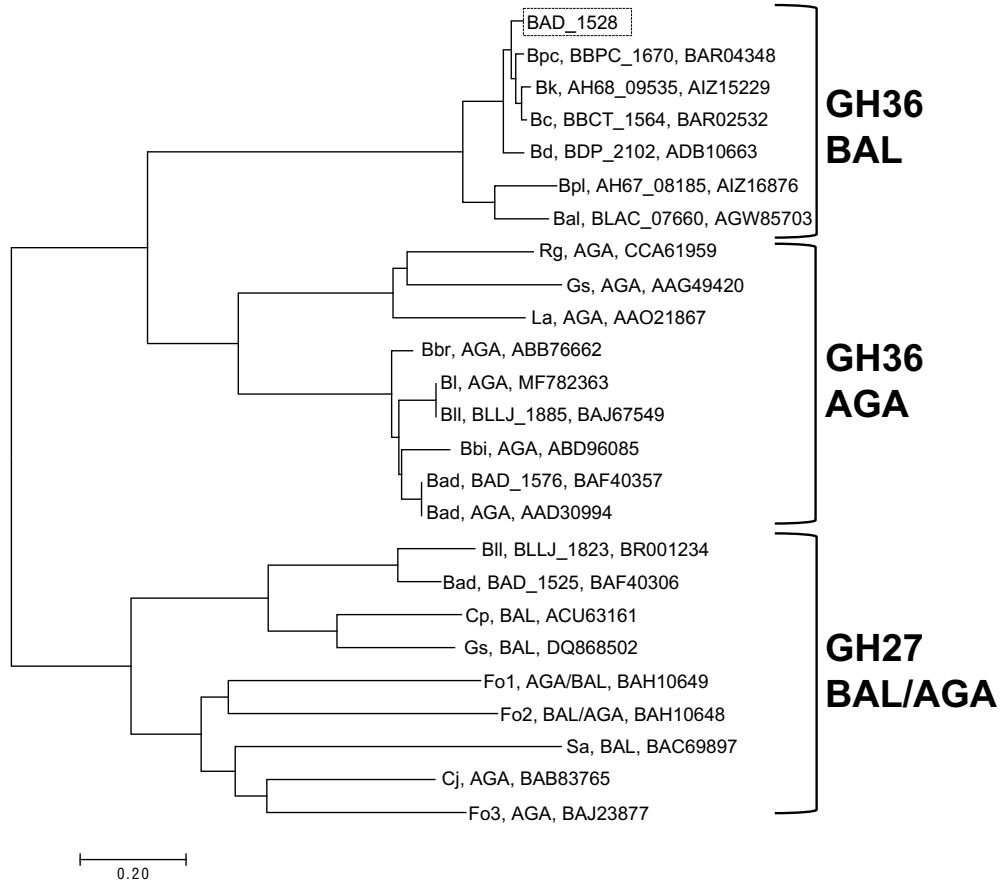 BAD_1528
Bpc, BBPC_1670, BAR04348
Bk, AH68_09535, AIZ15229
Bc, BBCT_1564, BAR02532
Bd, BDP_2102, ADB10663
Bpl, AH67_08185, AIZ16876
Bal, BLAC_07660, AGW85703
GH36
BAL
Rg, AGA, CCA61959
Gs, AGA, AAG49420
La, AGA, AAO21867
Bbr, AGA, ABB76662
Bl, AGA, MF782363
Bll, BLLJ_1885, BAJ67549
Bbi, AGA, ABD96085
Bad, BAD_1576, BAF40357
Bad, AGA, AAD30994
GH36
AGA
Bll, BLLJ_1823, BR001234
Bad, BAD_1525, BAF40306
Cp, BAL, ACU63161
Gs, BAL, DQ868502
Fo1, AGA/BAL, BAH10649
Fo2, BAL/AGA, BAH10648
Sa, BAL, BAC69897
Cj, AGA, BAB83765
Fo3, AGA, BAJ23877
GH27
BAL/AGA
0.20